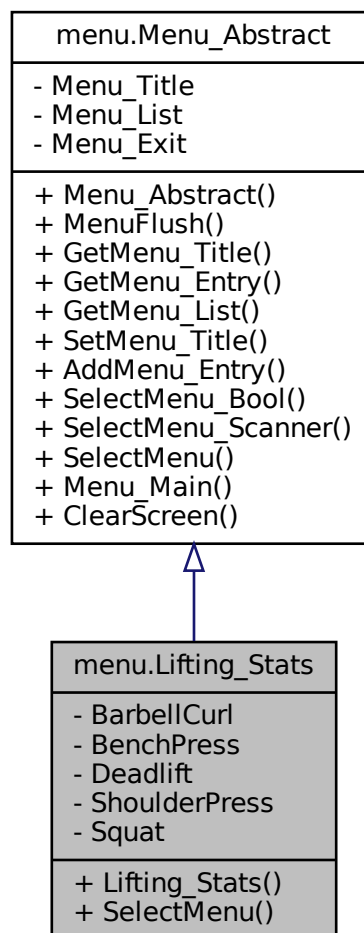 menu.Menu_Abstract
- Menu_Title
- Menu_List
- Menu_Exit
+ Menu_Abstract()
+ MenuFlush()
+ GetMenu_Title()
+ GetMenu_Entry()
+ GetMenu_List()
+ SetMenu_Title()
+ AddMenu_Entry()
+ SelectMenu_Bool()
+ SelectMenu_Scanner()
+ SelectMenu()
+ Menu_Main()
+ ClearScreen()
menu.Lifting_Stats
- BarbellCurl
- BenchPress
- Deadlift
- ShoulderPress
- Squat
+ Lifting_Stats()
+ SelectMenu()